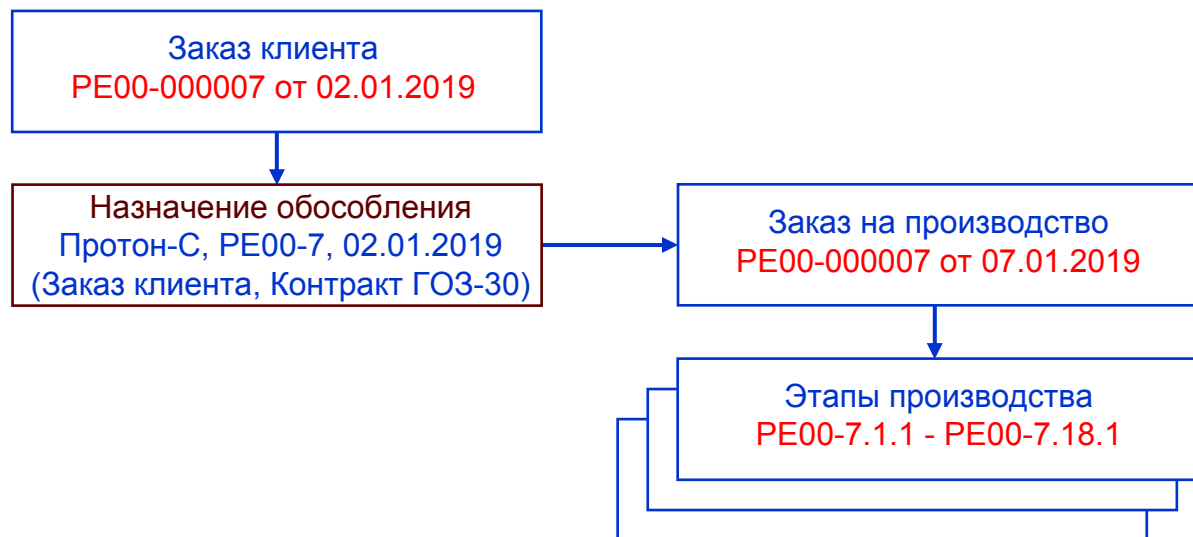 Заказ клиента
РЕ00-000007 от 02.01.2019
Назначение обособления
Протон-С, РЕ00-7, 02.01.2019
(Заказ клиента, Контракт ГОЗ-30)
Заказ на производство
РЕ00-000007 от 07.01.2019
Этапы производства
РЕ00-7.1.1 - РЕ00-7.18.1